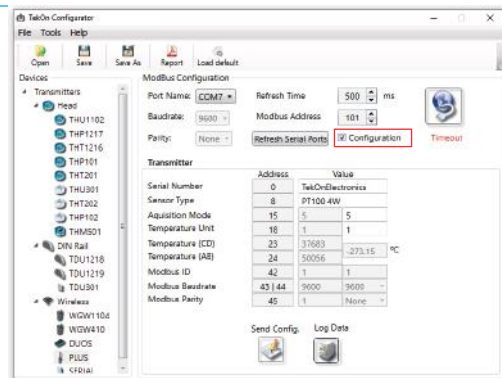 TekOn Configurator
File Tools Help
Open Save Save As Report Load default
Devices
Transmitters
Head
THU1102
THP1217
THT1216
THP101
THT201
THU301
THT202
THP102
THM501
DIN Rail
TDU1218
TDU1219
TDU301
Wireless
WGW1104
WGW410
DUOS
PLUS
SERIAL
ModBus Configuration
Port Name: COM7 Refresh Time 500 ms
Baudrate: 9600 Modbus Address 101
Parity: None Refresh Serial Ports Configuration Timeout
Transmitter
Address Value
Serial Number 0 TekOnElectronics
Sensor Type 8 PT100 4W
Aquisition Mode 15 5 5
Temperature Unit 18 1 1
Temperature (CD) 23 37683 -273.15 ºC
Temperature (AB) 24 50056
Modbus ID 42 1 1
Modbus Baudrate 43 | 44 9600 9600
Modbus Parity 45 1 None
Send Config. Log Data